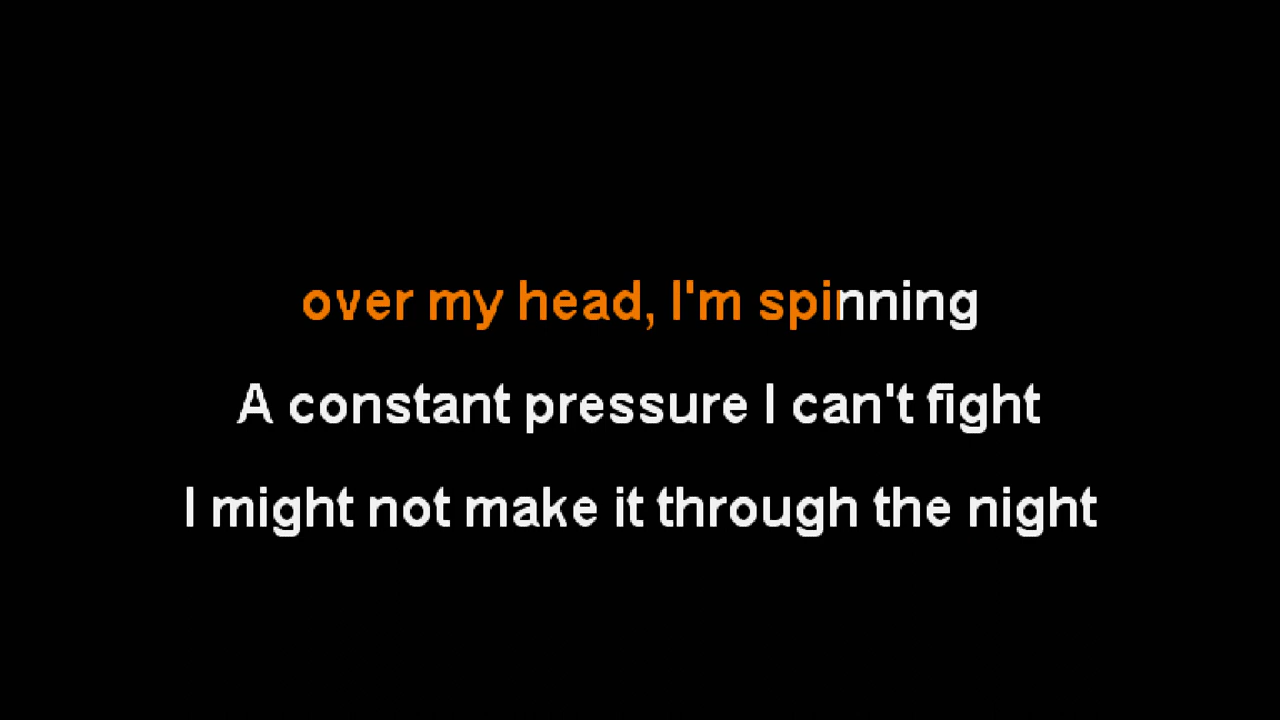 over my head, I'm spinning
A constant pressure I can't fight
I might not make it through the night